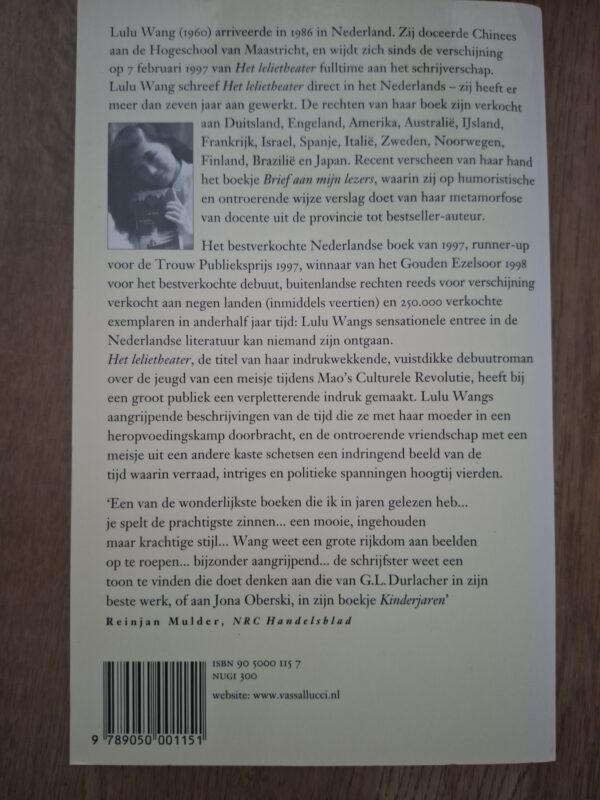 Lulu Wang (1960) arriveerde in 1986 in Nederland. Zij doceerde Chinees
aan de Hogeschool van Maastricht, en wijdt zich sinds de verschijning
op 7 februari 1997 van Het lelietheater fulltime aan het schrijverschap.
Lulu Wang schreef Het lelietheater direct in het Nederlands – zij heeft er
meer dan zeven jaar aan gewerkt. De rechten van haar boek zijn verkocht
aan Duitsland, Engeland, Amerika, Australië, IJsland,
Frankrijk, Israel, Spanje, Italië, Zweden, Noorwegen,
Finland, Brazilië en Japan. Recent verscheen van haar hand
het boekje Brief aan mijn lezers, waarin zij op humoristische
en ontroerende wijze verslag doet van haar metamorfose
van docente uit de provincie tot bestseller-auteur.
Het bestverkochte Nederlandse boek van 1997, runner-up
voor de Trouw Publieksprijs 1997, winnaar van het Gouden Ezelsoor 1998
voor het bestverkochte debuut, buitenlandse rechten reeds voor verschijning
verkocht aan negen landen (inmiddels veertien) en 250.000 verkochte
exemplaren in anderhalf jaar tijd: Lulu Wangs sensationele entree in de
Nederlandse literatuur kan niemand zijn ontgaan.
Het lelietheater, de titel van haar indrukwekkende, vuistdikke debuutroman
over de jeugd van een meisje tijdens Mao's Culturele Revolutie, heeft bij
een groot publiek een verpletterende indruk gemaakt. Lulu Wangs
aangrijpende beschrijvingen van de tijd die ze met haar moeder in een
heropvoedingskamp doorbracht, en de ontroerende vriendschap met een
meisje uit een andere kaste schetsen een indringend beeld van de
tijd waarin verraad, intriges en politieke spanningen hoogtij vierden.
'Een van de wonderlijkste boeken die ik in jaren gelezen heb...
je spelt de prachtigste zinnen... een mooie, ingehouden
maar krachtige stijl... Wang weet een grote rijkdom aan beelden
op te roepen... bijzonder aangrijpend... de schrijfster weet een
toon te vinden die doet denken aan die van G.L. Durlacher in zijn
beste werk, of aan Jona Oberski, in zijn boekje Kinderjaren'
Reinjan Mulder, NRC Handelsblad
ISBN 90 5000 115 7
NUGI 300
website: www.vassallucci.nl
9 789050 001151